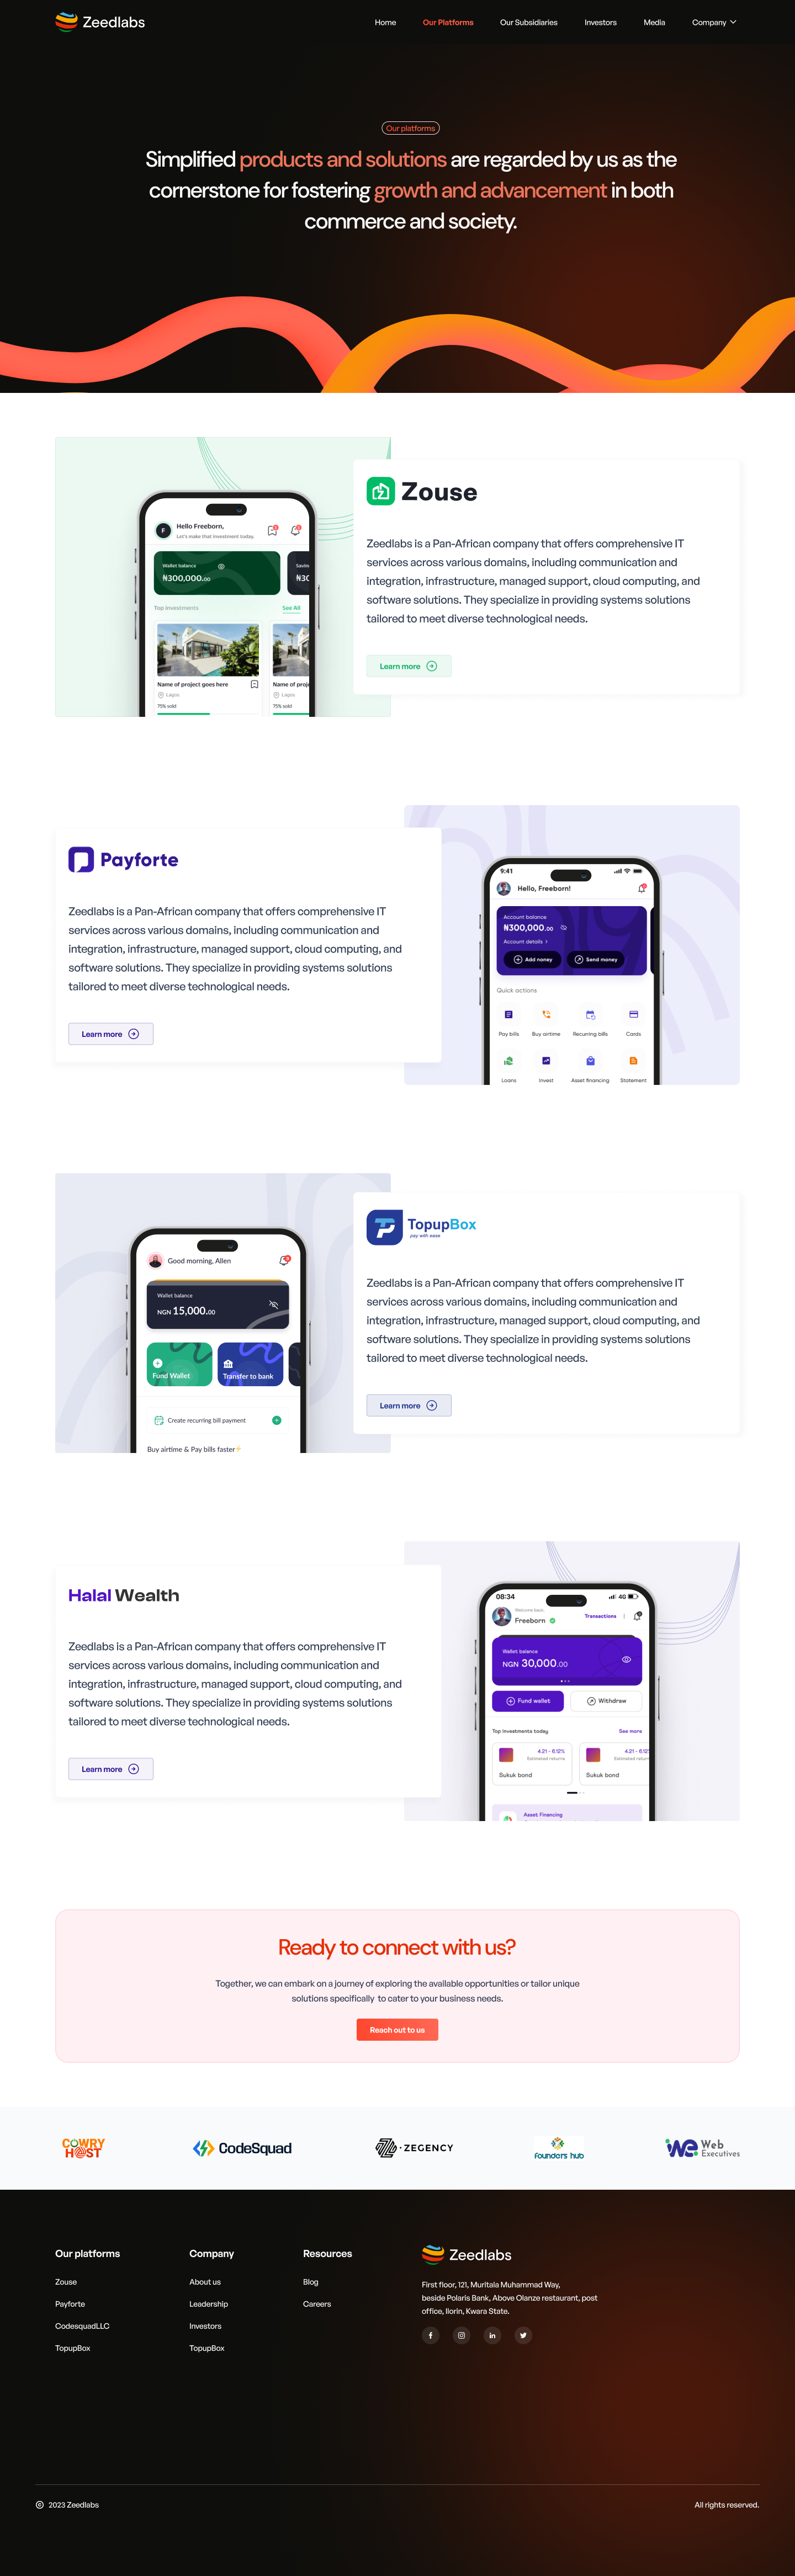 Zeedlabs
Home
Our Platforms
Our Subsidiaries
Investors
Media
Company
Our platforms
Simplified products and solutions are regarded by us as the
cornerstone for fostering growth and advancement in both
commerce and society.
F
Hello Freeborn,
Let's make that investment today.
Wallet balance
₦300,000.00
Savin
₦30
Top investments
See All
Name of project goes here
Lagos
75% sold
Name of proje
Lagos
75% sold
Zouse
Zeedlabs is a Pan-African company that offers comprehensive IT
services across various domains, including communication and
integration, infrastructure, managed support, cloud computing, and
software solutions. They specialize in providing systems solutions
tailored to meet diverse technological needs.
Learn more
Payforte
Zeedlabs is a Pan-African company that offers comprehensive IT
services across various domains, including communication and
integration, infrastructure, managed support, cloud computing, and
software solutions. They specialize in providing systems solutions
tailored to meet diverse technological needs.
Learn more
9:41
Hello, Freeborn!
Account balance
₦300,000.00
Account details
Add noney
Send money
Quick actions
Pay bills
Buy airtime
Recurring bills
Cards
Loans
Invest
Asset financing
Statement
Good morning, Allen
Wallet balance
NGN 15,000.00
Fund Wallet
Transfer to bank
Create recurring bill payment
Buy airtime & Pay bills faster⚡
TopupBox
pay with ease
Zeedlabs is a Pan-African company that offers comprehensive IT
services across various domains, including communication and
integration, infrastructure, managed support, cloud computing, and
software solutions. They specialize in providing systems solutions
tailored to meet diverse technological needs.
Learn more
Halal Wealth
Zeedlabs is a Pan-African company that offers comprehensive IT
services across various domains, including communication and
integration, infrastructure, managed support, cloud computing, and
software solutions. They specialize in providing systems solutions
tailored to meet diverse technological needs.
Learn more
08:34
4G
Welcome back,
Freeborn
Transactions
Wallet balance
NGN 30,000.00
Fund wallet
Withdraw
Top Investments today
See more
4.21 - 6.12%
Estimated returns
Sukuk bond
4.21 - 6.12%
Estimated return
Sukuk bond
Asset Financing
Ready to connect with us?
Together, we can embark on a journey of exploring the available opportunities or tailor unique
solutions specifically to cater to your business needs.
Reach out to us
COWRY
H@ST
CodeSquad
ZEGENCY
founders hub
we Web
Executives
Our platforms
Zouse
Payforte
CodesquadLLC
TopupBox
Company
About us
Leadership
Investors
TopupBox
Resources
Blog
Careers
Zeedlabs
First floor, 121, Muritala Muhammad Way,
beside Polaris Bank, Above Olanze restaurant, post
office, Ilorin, Kwara State.
© 2023 Zeedlabs
All rights reserved.